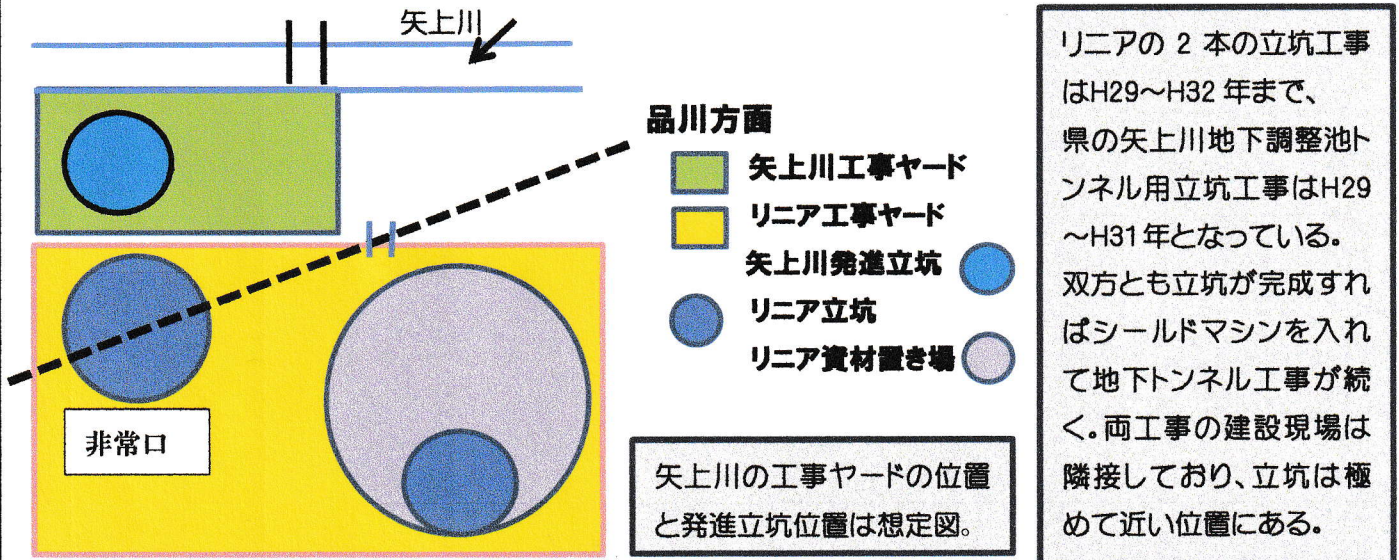 矢上川
品川方面
矢上川工事ヤード
リニア工事ヤード
矢上川発進立坑
リニア立坑
リニア資材置き場
非常口
矢上川の工事ヤードの位置
と発進立坑位置は想定図。
リニアの 2 本の立坑工事
はH29～H32 年まで、
県の矢上川地下調整池ト
ンネル用立坑工事はH29
～H31年となっている。
双方とも立坑が完成すれ
ばシールドマシンを入れ
て地下トンネル工事が続
く。両工事の建設現場は
隣接しており、立坑は極
めて近い位置にある。